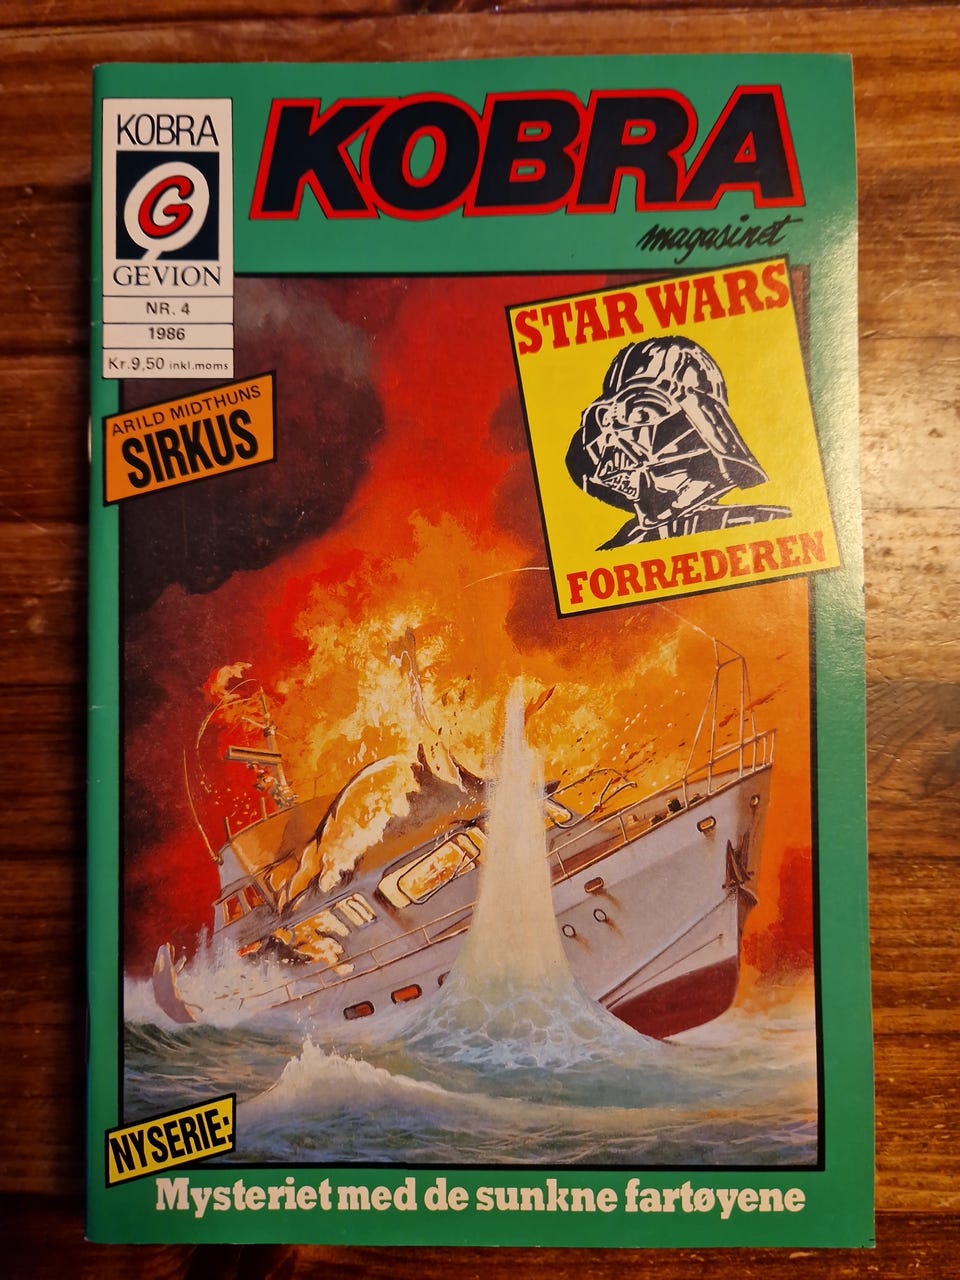 KOBRA
G
GEVION
NR. 4
1986
Kr.9,50 inkl.moms
KOBRA
magasinet
STAR WARS
FORRÆDEREN
ARILD MIDTHUNS
SIRKUS
NY SERIE:
Mysteriet med de sunkne fartøyene